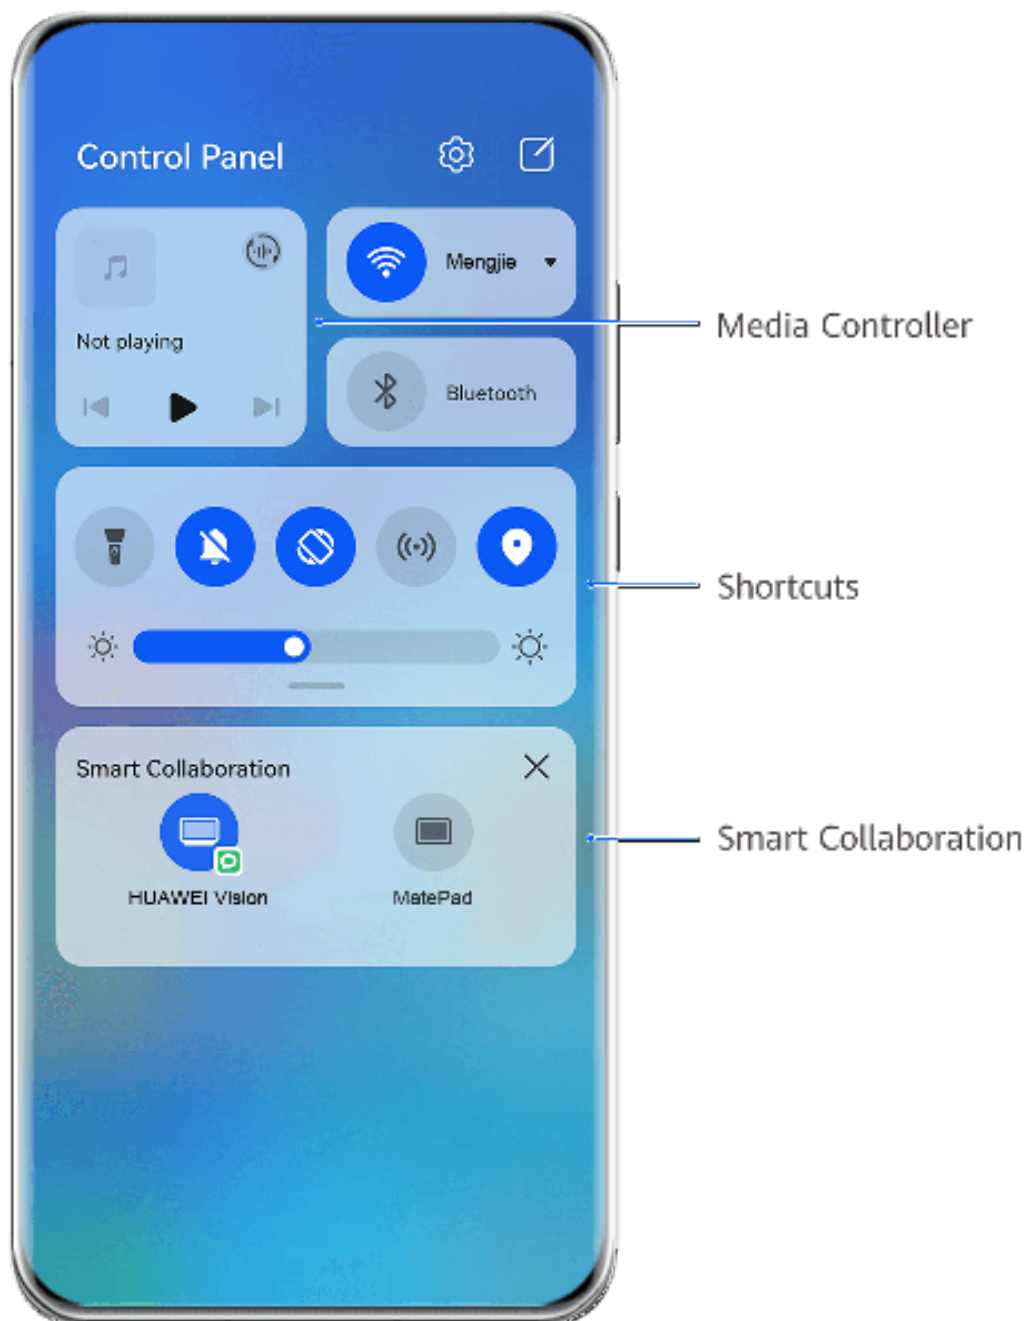 Control Panel
Mengjie
Not playing
Bluetooth
Media Controller
Shortcuts
Smart Collaboration
HUAWEI Vision
MatePad
Smart Collaboration